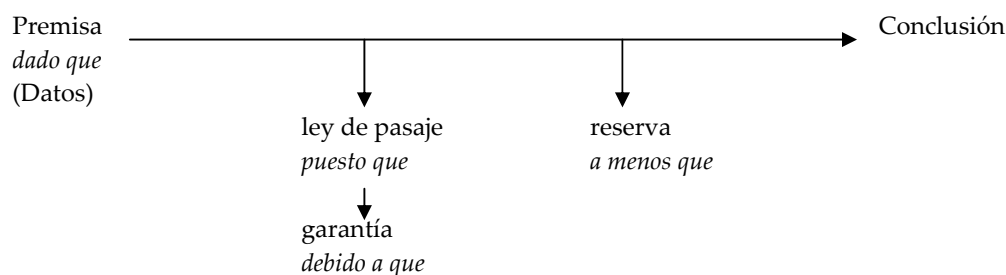 Premisa
dado que
(Datos)
Conclusión
ley de pasaje
puesto que
reserva
a menos que
garantía
debido a que